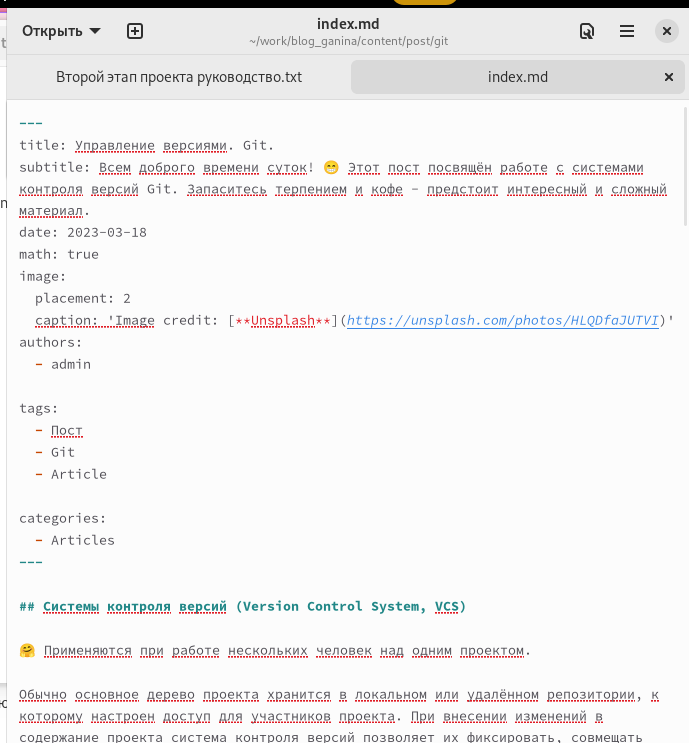 Открыть
index.md
~/work/blog_ganina/content/post/git
Второй этап проекта руководство.txt
index.md
---
title: Управление версиями. Git.
subtitle: Всем доброго времени суток! 😁 Этот пост посвящён работе с системами
контроля версий Git. Запаситесь терпением и кофе - предстоит интересный и сложный
материал.
date: 2023-03-18
math: true
image:
  placement: 2
  caption: 'Image credit: [**Unsplash**](https://unsplash.com/photos/HLQDfaJUTVI)'
authors:
  - admin
tags:
  - Пост
  - Git
  - Article
categories:
  - Articles
---
## Системы контроля версий (Version Control System, VCS)
🤗 Применяются при работе нескольких человек над одним проектом.
Обычно основное дерево проекта хранится в локальном или удалённом репозитории, к
которому настроен доступ для участников проекта. При внесении изменений в
содержание проекта система контроля версий позволяет их фиксировать, совмещать